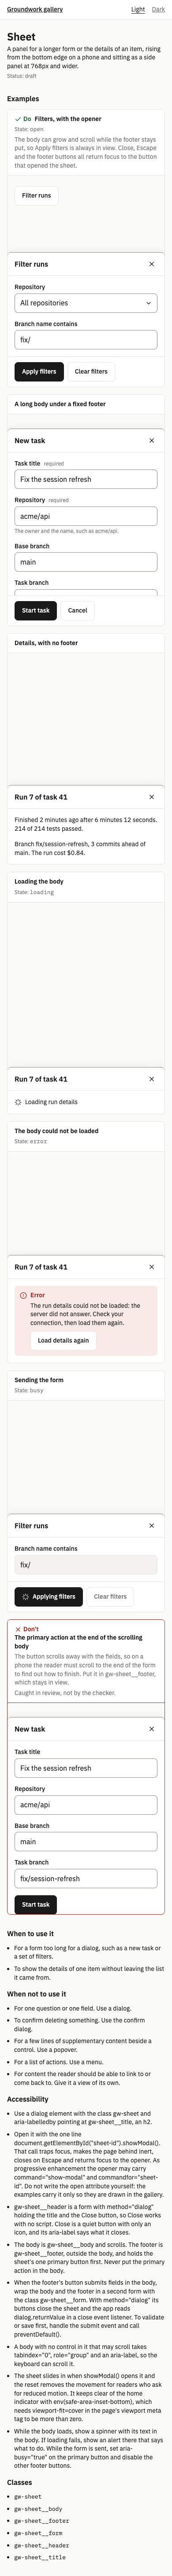 Groundwork gallery
Light Dark
Sheet
A panel for a longer form or the details of an item, rising
from the bottom edge on a phone and sitting as a side
panel at 768px and wider.
Status: draft
Examples
Do Filters, with the opener
State: open
The body can grow and scroll while the footer stays
put, so Apply filters is always in view. Close, Escape
and the footer buttons all return focus to the button
that opened the sheet.
Filter runs
Filter runs
Repository
All repositories
Branch name contains
fix/
Apply filters Clear filters
A long body under a fixed footer
New task
Task title required
Fix the session refresh
Repository required
acme/api
The owner and the name, such as acme/api.
Base branch
main
Task branch
Start task Cancel
Details, with no footer
Run 7 of task 41
Finished 2 minutes ago after 6 minutes 12 seconds.
214 of 214 tests passed.
Branch fix/session-refresh, 3 commits ahead of
main. The run cost $0.84.
Loading the body
State: loading
Run 7 of task 41
Loading run details
The body could not be loaded
State: error
Run 7 of task 41
Error
The run details could not be loaded: the
server did not answer. Check your
connection, then load them again.
Load details again
Sending the form
State: busy
Filter runs
Branch name contains
fix/
Applying filters Clear filters
Don't
The primary action at the end of the scrolling
body
The button scrolls away with the fields, so on a
phone the reader must scroll to the end of the form
to find out how to finish. Put it in gw-sheet__footer,
which stays in view.
Caught in review, not by the checker.
New task
Task title
Fix the session refresh
Repository
acme/api
Base branch
main
Task branch
fix/session-refresh
Start task
When to use it
For a form too long for a dialog, such as a new task or
a set of filters.
To show the details of one item without leaving the list
it came from.
When not to use it
For one question or one field. Use a dialog.
To confirm deleting something. Use the confirm
dialog.
For a few lines of supplementary content beside a
control. Use a popover.
For a list of actions. Use a menu.
For content the reader should be able to link to or
come back to. Give it a view of its own.
Accessibility
Use a dialog element with the class gw-sheet and
aria-labelledby pointing at gw-sheet__title, an h2.
Open it with the one line
document.getElementById("sheet-id").showModal().
That call traps focus, makes the page behind inert,
closes on Escape and returns focus to the opener. As
progressive enhancement the opener may carry
command="show-modal" and commandfor="sheet-
id". Do not write the open attribute yourself: the
examples carry it only so they are drawn in the gallery.
gw-sheet__header is a form with method="dialog"
holding the title and the Close button, so Close works
with no script. Close is a quiet button with only an
icon, and its aria-label says what it closes.
The body is gw-sheet__body and scrolls. The footer is
gw-sheet__footer, outside the body, and holds the
sheet's one primary button first. Never put the primary
action in the body.
When the footer's button submits fields in the body,
wrap the body and the footer in a second form with
the class gw-sheet__form. With method="dialog" its
buttons close the sheet and the app reads
dialog.returnValue in a close event listener. To validate
or save first, handle the submit event and call
preventDefault().
A body with no control in it that may scroll takes
tabindex="0", role="group" and an aria-label, so the
keyboard can scroll it.
The sheet slides in when showModal() opens it and
the reset removes the movement for readers who ask
for reduced motion. It keeps clear of the home
indicator with env(safe-area-inset-bottom), which
needs viewport-fit=cover in the page's viewport meta
tag to be more than zero.
While the body loads, show a spinner with its text in
the body. If loading fails, show an alert there that says
what to do. While the form is sent, set aria-
busy="true" on the primary button and disable the
other footer buttons.
Classes
gw-sheet
gw-sheet__body
gw-sheet__footer
gw-sheet__form
gw-sheet__header
gw-sheet__title